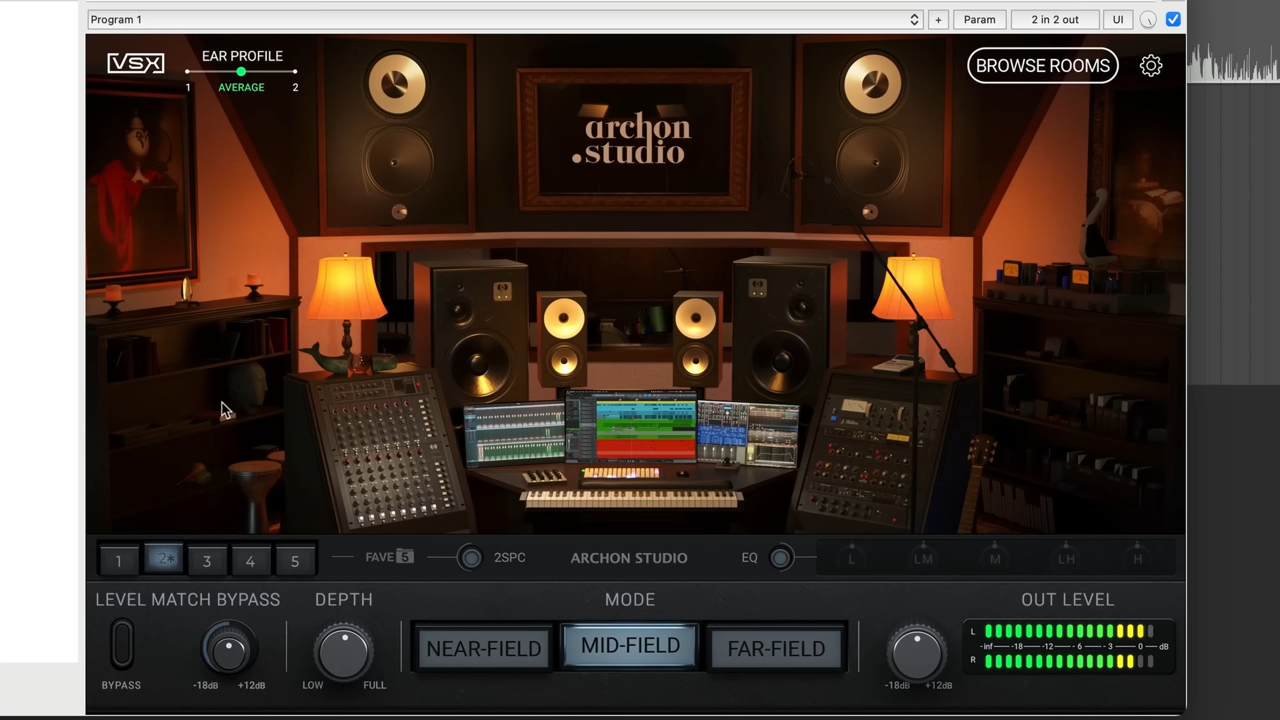 Program 1
+
Param
2 in 2 out
UI
VSX
EAR PROFILE
1
AVERAGE
2
BROWSE ROOMS
archon
.studio
1
2*
3
4
5
FAVE 5
2SPC
ARCHON STUDIO
EQ
L
LM
M
LH
H
LEVEL MATCH BYPASS
DEPTH
MODE
OUT LEVEL
NEAR-FIELD
MID-FIELD
FAR-FIELD
L
-inf
-18
-12
-6
-3
0
dB
R
BYPASS
-18dB
+12dB
LOW
FULL
-18dB
+12dB